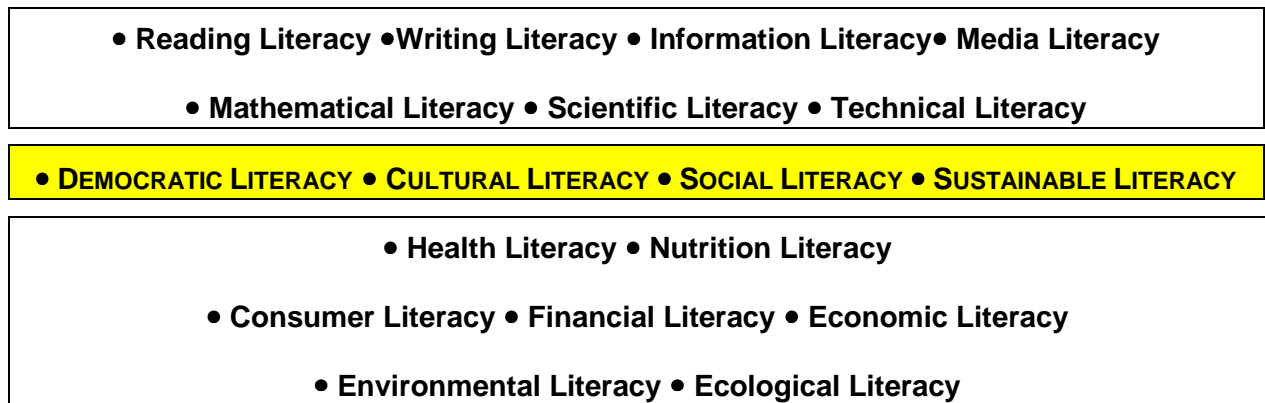 ● Reading Literacy ●Writing Literacy ● Information Literacy● Media Literacy
● Mathematical Literacy ● Scientific Literacy ● Technical Literacy
● DEMOCRATIC LITERACY ● CULTURAL LITERACY ● SOCIAL LITERACY ● SUSTAINABLE LITERACY
● Health Literacy ● Nutrition Literacy
● Consumer Literacy ● Financial Literacy ● Economic Literacy
● Environmental Literacy ● Ecological Literacy